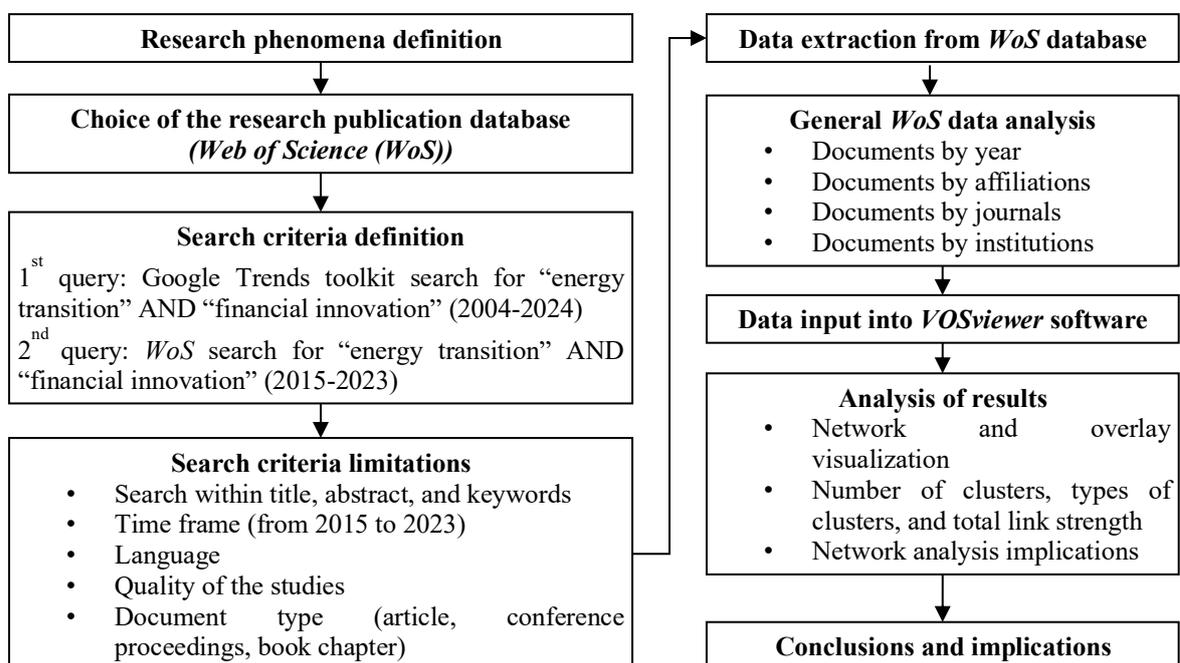 Research phenomena definition
Choice of the research publication database
(Web of Science (WoS))
Search criteria definition
1st query: Google Trends toolkit search for “energy
transition” AND “financial innovation” (2004-2024)
2nd query: WoS search for “energy transition” AND
“financial innovation” (2015-2023)
Search criteria limitations
• Search within title, abstract, and keywords
• Time frame (from 2015 to 2023)
• Language
• Quality of the studies
• Document type (article, conference
proceedings, book chapter)
Data extraction from WoS database
General WoS data analysis
• Documents by year
• Documents by affiliations
• Documents by journals
• Documents by institutions
Data input into VOSviewer software
Analysis of results
• Network and overlay
visualization
• Number of clusters, types of
clusters, and total link strength
• Network analysis implications
Conclusions and implications